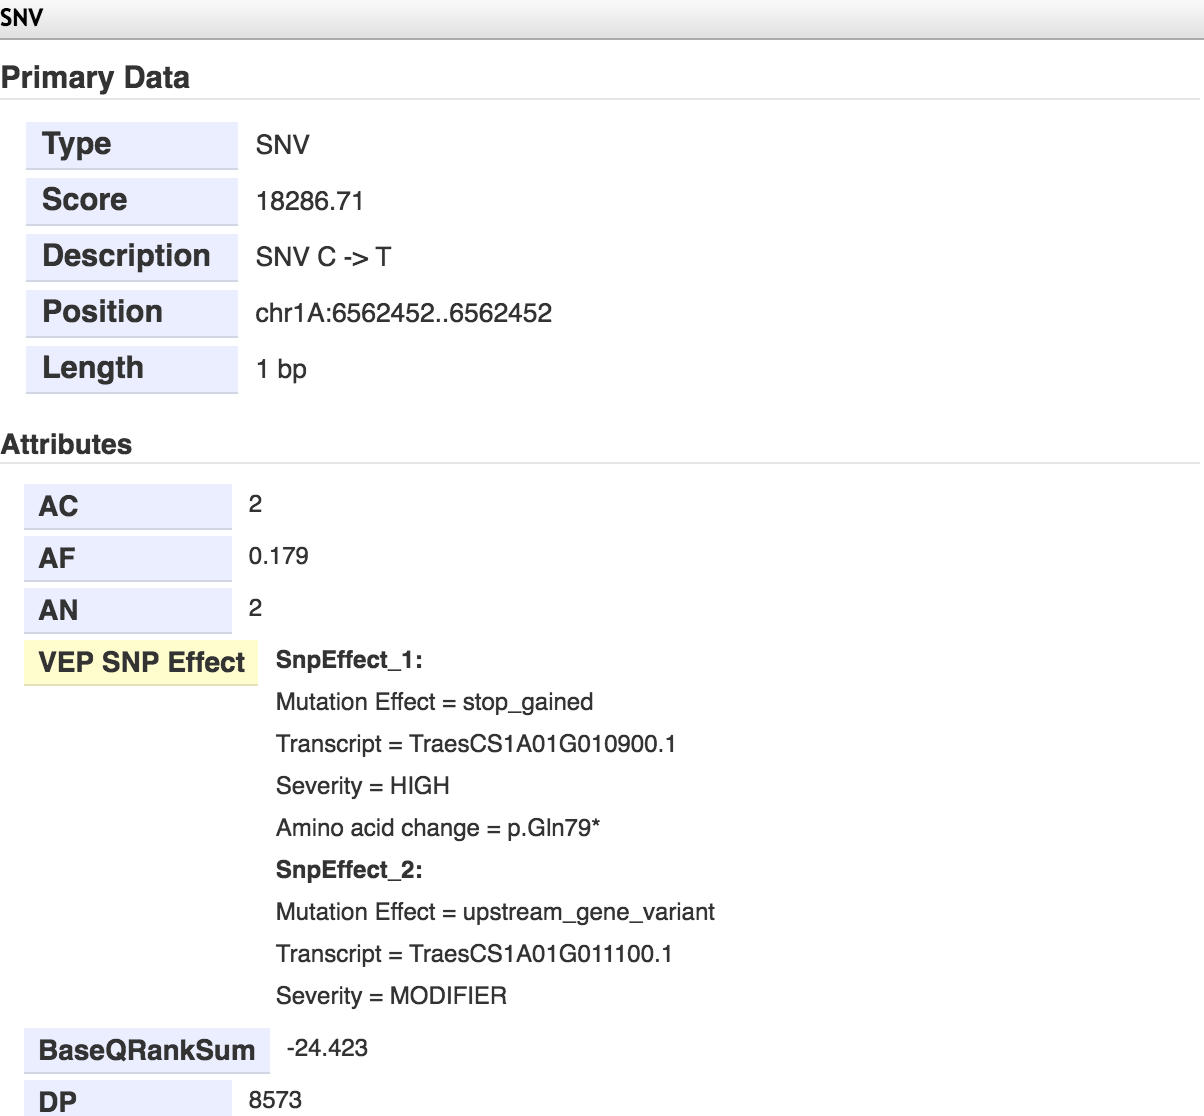 SNV
Primary Data
Type SNV
Score 18286.71
Description SNV C -> T
Position chr1A:6562452..6562452
Length 1 bp
Attributes
AC 2
AF 0.179
AN 2
VEP SNP Effect SnpEffect_1:
Mutation Effect = stop_gained
Transcript = TraesCS1A01G010900.1
Severity = HIGH
Amino acid change = p.Gln79*
SnpEffect_2:
Mutation Effect = upstream_gene_variant
Transcript = TraesCS1A01G011100.1
Severity = MODIFIER
BaseQRankSum -24.423
DP 8573